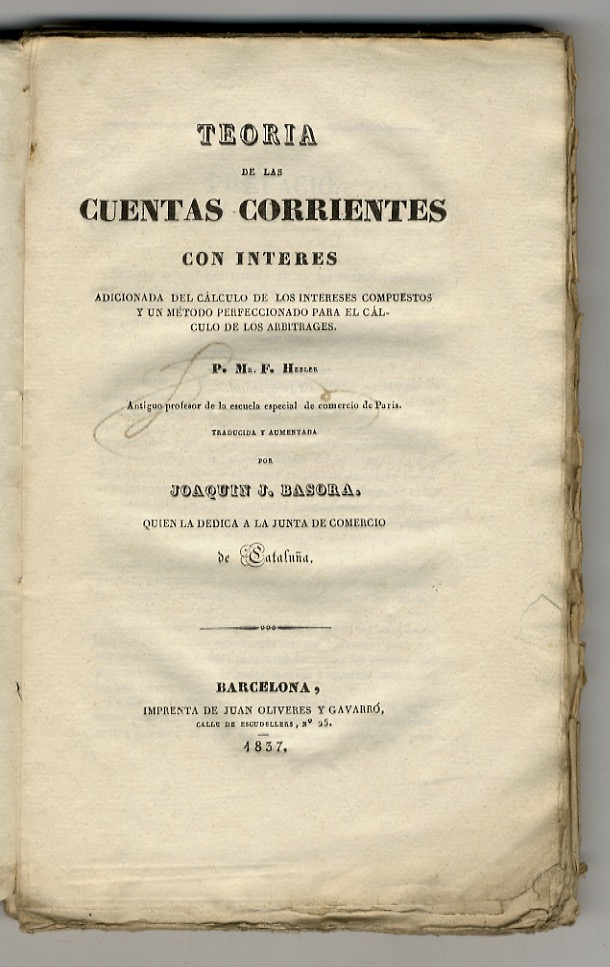 TEORIA
DE LAS
CUENTAS CORRIENTES
CON INTERES
ADICIONADA DEL CÁLCULO DE LOS INTERESES COMPUESTOS
Y UN MÉTODO PERFECCIONADO PARA EL CÁL-
CULO DE LOS ARBITRAGES.
P. Mr. F. Hesler
Antiguo profesor de la escuela especial de comercio de Paris.
TRADUCIDA Y AUMENTADA
POR
JOAQUIN J. BASORA.
QUIEN LA DEDICA A LA JUNTA DE COMERCIO
de Cataluña.
BARCELONA,
IMPRENTA DE JUAN OLIVERES Y GAVARRÓ,
CALLE DE ESCUDELLERS, Nº 25.
1837.